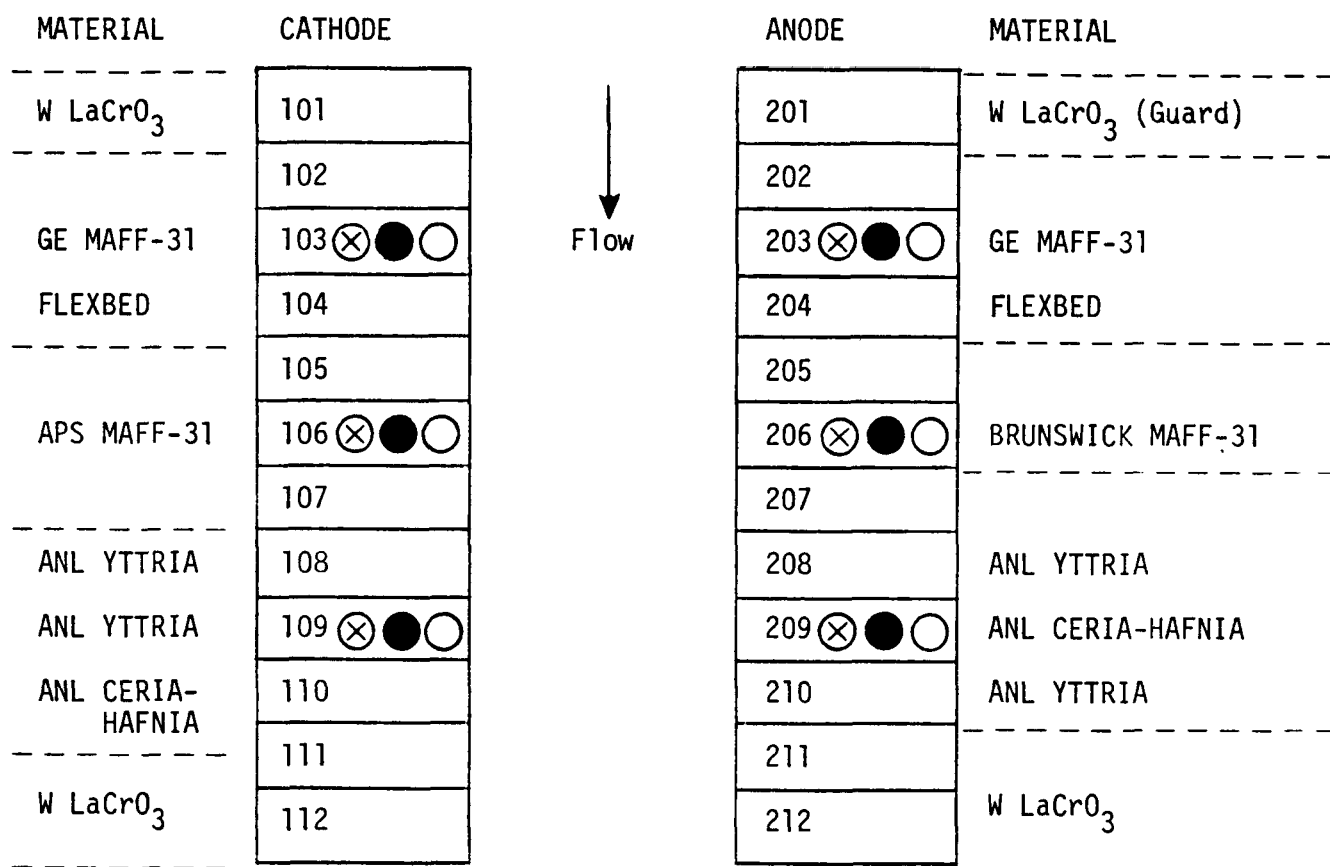 MATERIAL CATHODE ANODE MATERIAL
W LaCrO3 101 201 W LaCrO3 (Guard)
102 202
GE MAFF-31 103 Flow 203 GE MAFF-31
FLEXBED 104 204 FLEXBED
105 205
APS MAFF-31 106 206 BRUNSWICK MAFF-31
107 207
ANL YTTRIA 108 208 ANL YTTRIA
ANL YTTRIA 109 209 ANL CERIA-HAFNIA
ANL CERIA- 110 210 ANL YTTRIA
HAFNIA
111 211
W LaCrO3 112 212 W LaCrO3